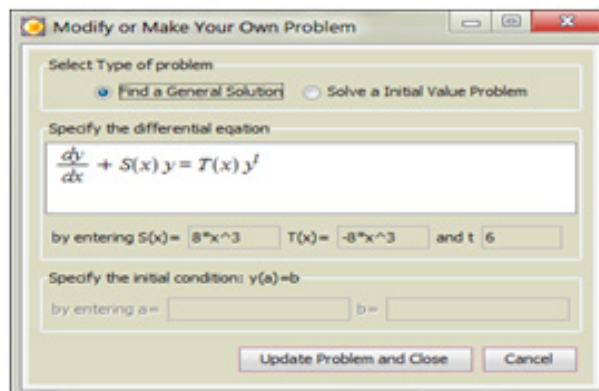 Modify or Make Your Own Problem
Select Type of problem
Find a General Solution Solve a Initial Value Problem
Specify the differential eqation
dy/dx + S(x) y = T(x) y^t
by entering S(x)= 8*x^3 T(x)= -8*x^3 and t 6
Specify the initial condition: y(a)=b
by entering a= b=
Update Problem and Close Cancel